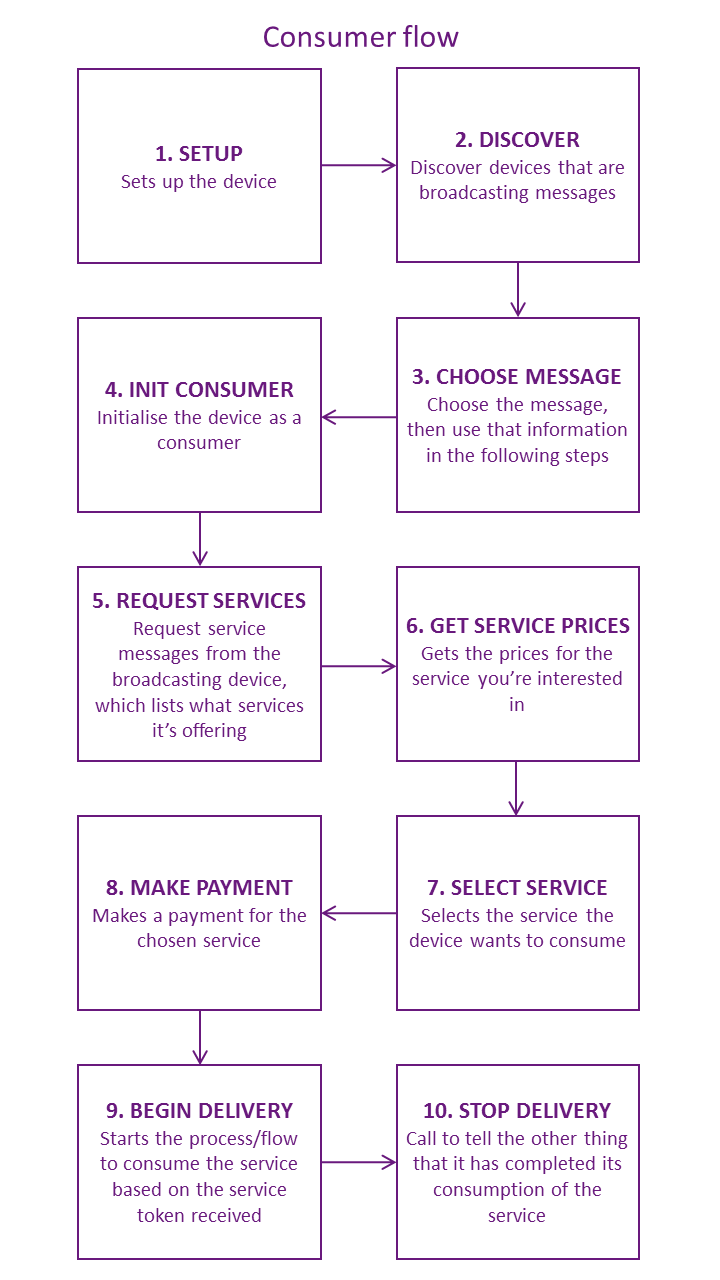 Consumer flow
1. SETUP
Sets up the device
2. DISCOVER
Discover devices that are
broadcasting messages
3. CHOOSE MESSAGE
Choose the message,
then use that information
in the following steps
4. INIT CONSUMER
Initialise the device as a
consumer
5. REQUEST SERVICES
Request service
messages from the
broadcasting device,
which lists what services
it’s offering
6. GET SERVICE PRICES
Gets the prices for the
service you’re interested
in
7. SELECT SERVICE
Selects the service the
device wants to consume
8. MAKE PAYMENT
Makes a payment for the
chosen service
9. BEGIN DELIVERY
Starts the process/flow
to consume the service
based on the service
token received
10. STOP DELIVERY
Call to tell the other thing
that it has completed its
consumption of the
service